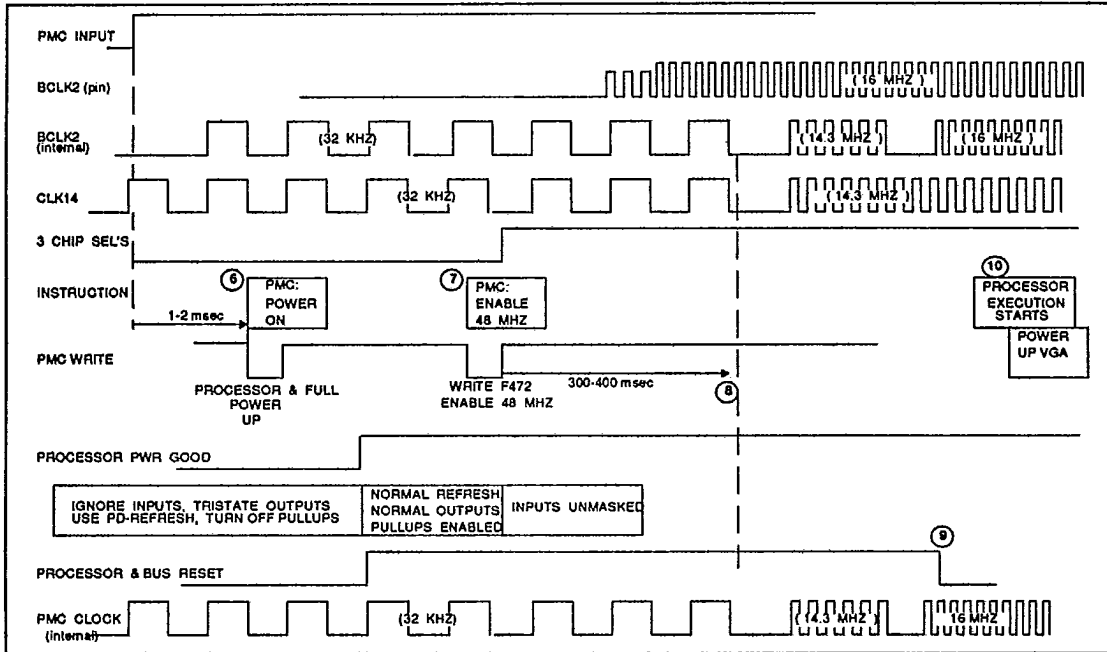 PMC INPUT
BCLK2 (pin)
( 16 MHZ )
BCLK2
(internal)
(32 KHZ)
( 14.3 MHZ )
( 16 MHZ )
CLK14
(32 KHZ)
( 14.3 MHZ )
3 CHIP SEL'S
INSTRUCTION
6
PMC:
POWER
ON
7
PMC:
ENABLE
48 MHZ
10
PROCESSOR
EXECUTION
STARTS
POWER
UP VGA
1-2 msec
PMC WRITE
PROCESSOR & FULL
POWER
UP
WRITE F472
ENABLE 48 MHZ
300-400 msec
8
PROCESSOR PWR GOOD
IGNORE INPUTS, TRISTATE OUTPUTS
USE PD-REFRESH, TURN OFF PULLUPS
NORMAL REFRESH
NORMAL OUTPUTS
PULLUPS ENABLED
INPUTS UNMASKED
9
PROCESSOR & BUS RESET
PMC CLOCK
(internal)
(32 KHZ)
( 14.3 MHZ )
16 MHZ